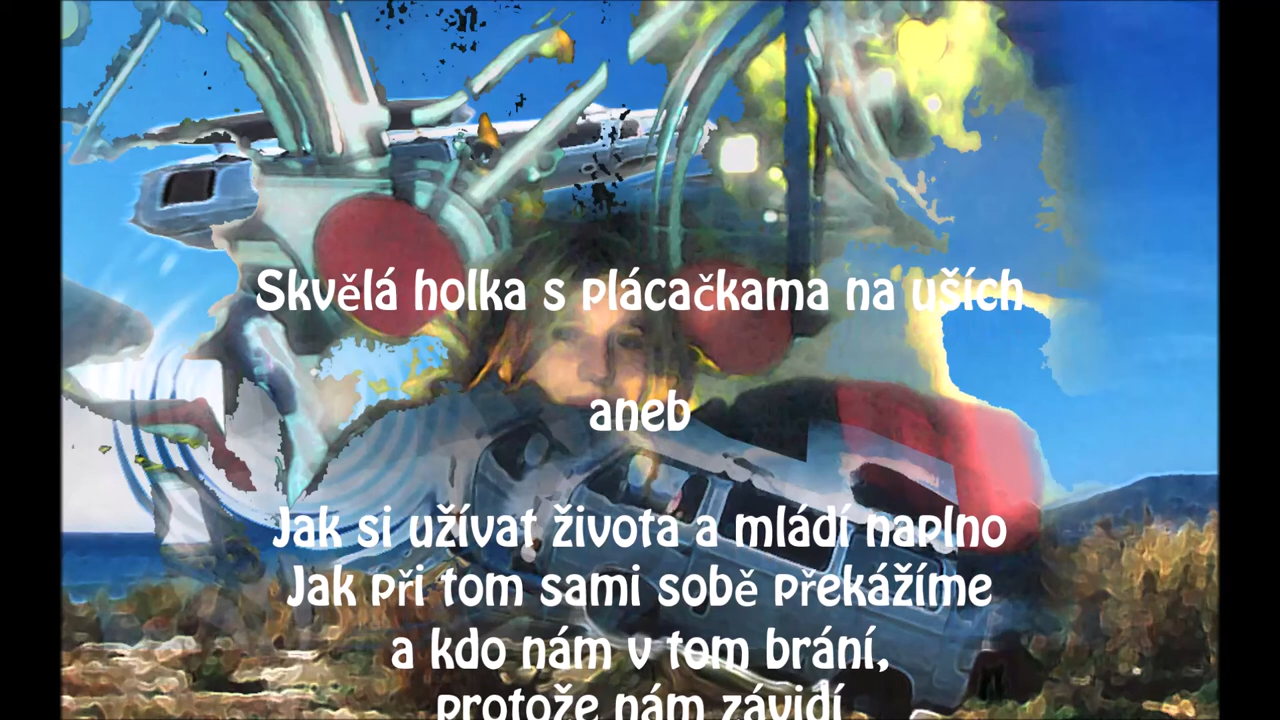 Skvělá holka s plácačkama na uších
aneb
Jak si užívat života a mládí naplno
Jak při tom sami sobě překážíme
a kdo nám v tom brání,
protože nám závidí